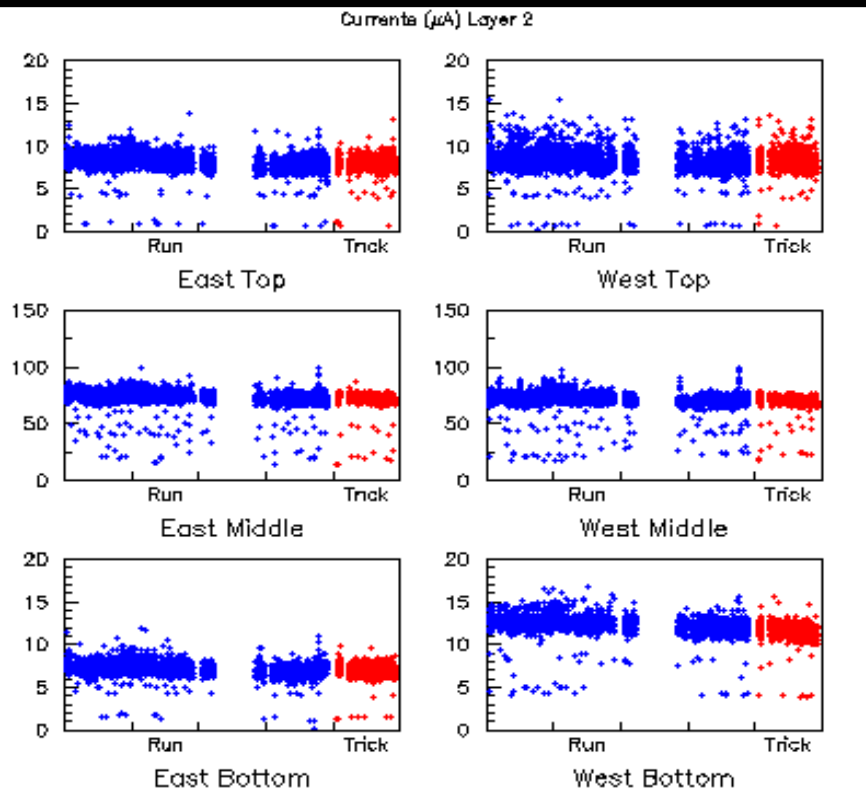 Currents (μA) Layer 2
20
15
10
5
0
Run
Trick
East Top
20
15
10
5
0
Run
Trick
West Top
150
100
50
0
Run
Trick
East Middle
150
100
50
0
Run
Trick
West Middle
20
15
10
5
0
Run
Trick
East Bottom
20
15
10
5
0
Run
Trick
West Bottom